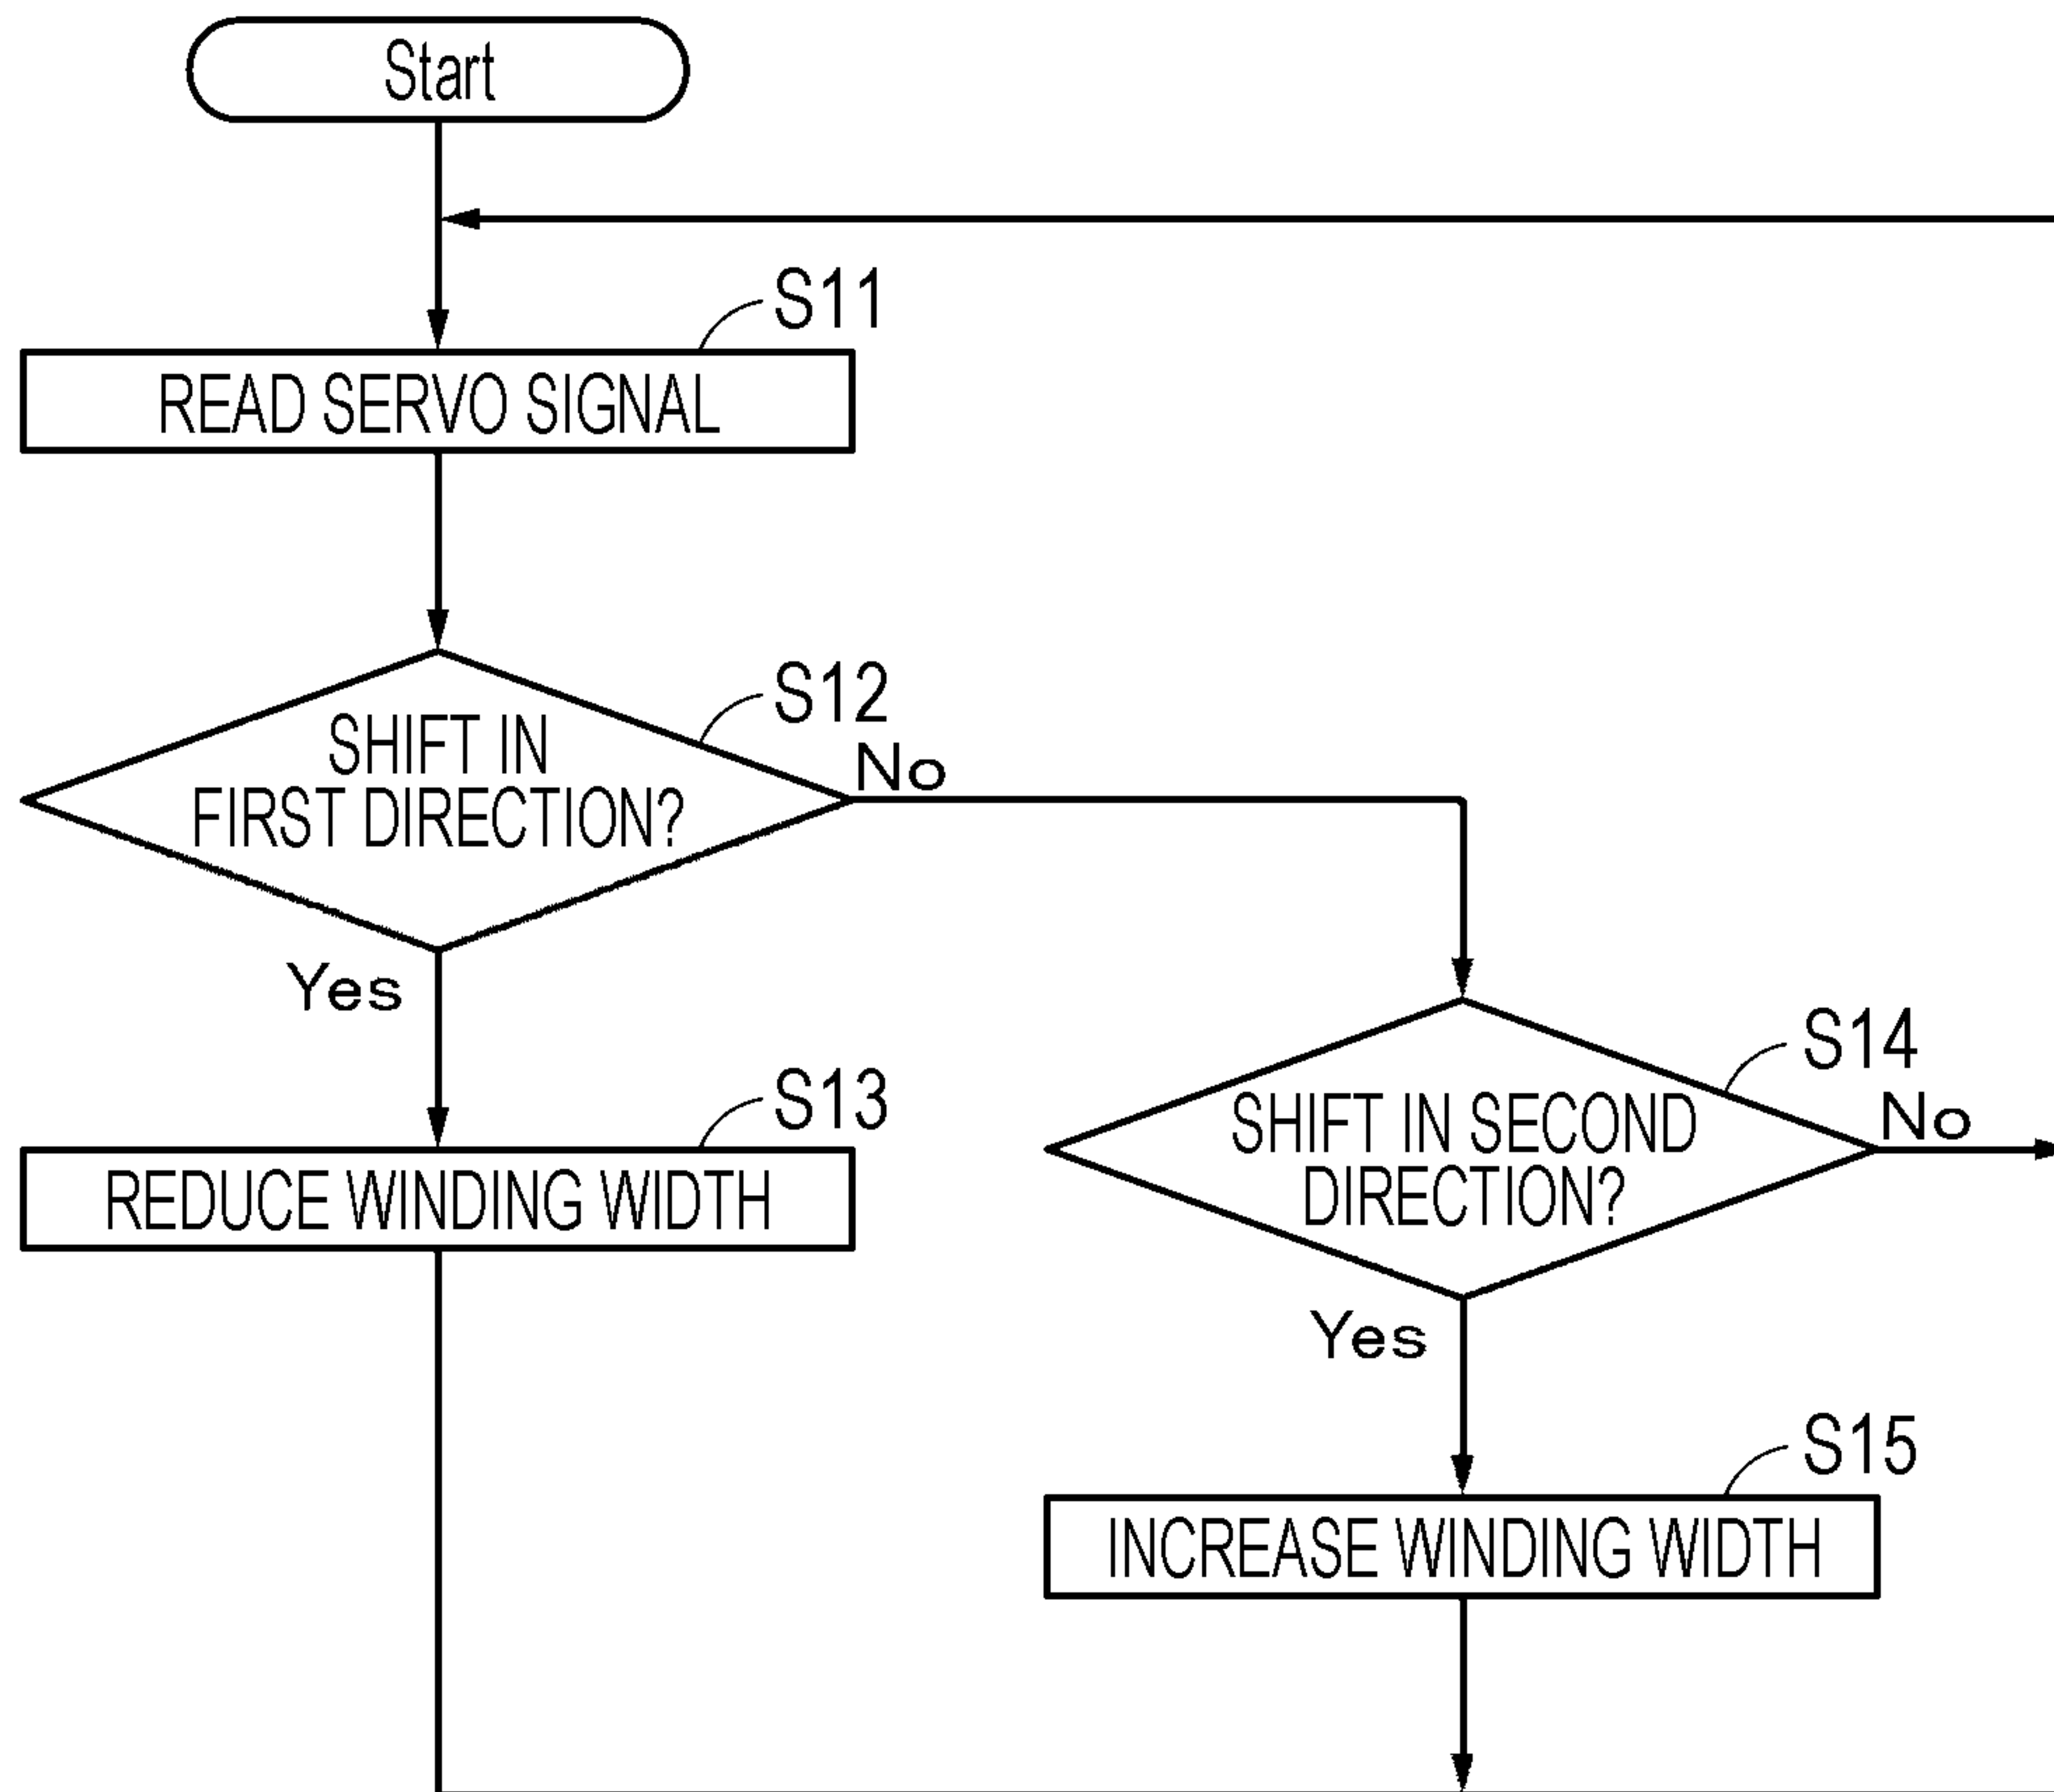 Start
S11
READ SERVO SIGNAL
S12
SHIFT IN
FIRST DIRECTION?
No
Yes
S13
REDUCE WINDING WIDTH
S14
SHIFT IN SECOND
DIRECTION?
No
Yes
S15
INCREASE WINDING WIDTH